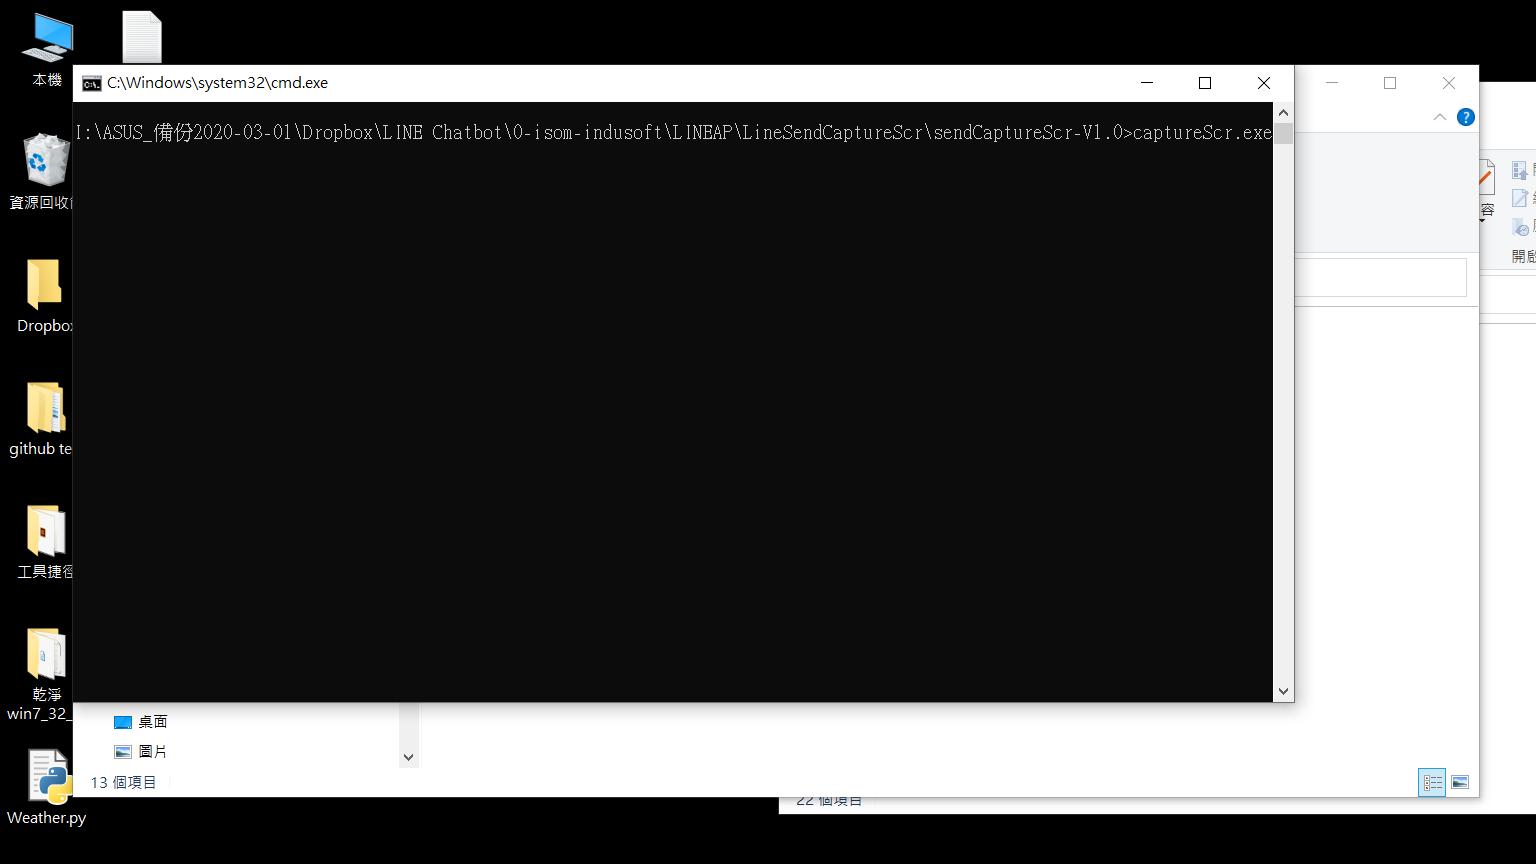 本機
C:\Windows\system32\cmd.exe
I:\ASUS_備份2020-03-01\Dropbox\LINE Chatbot\0-isom-indusoft\LINEAP\LineSendCaptureScr\sendCaptureScr-V1.0>captureScr.exe
資源回收
容
開啟
Dropbox
github te
工具捷徑
乾淨
win7_32_
桌面
圖片
13 個項目
22 個項目
Weather.py